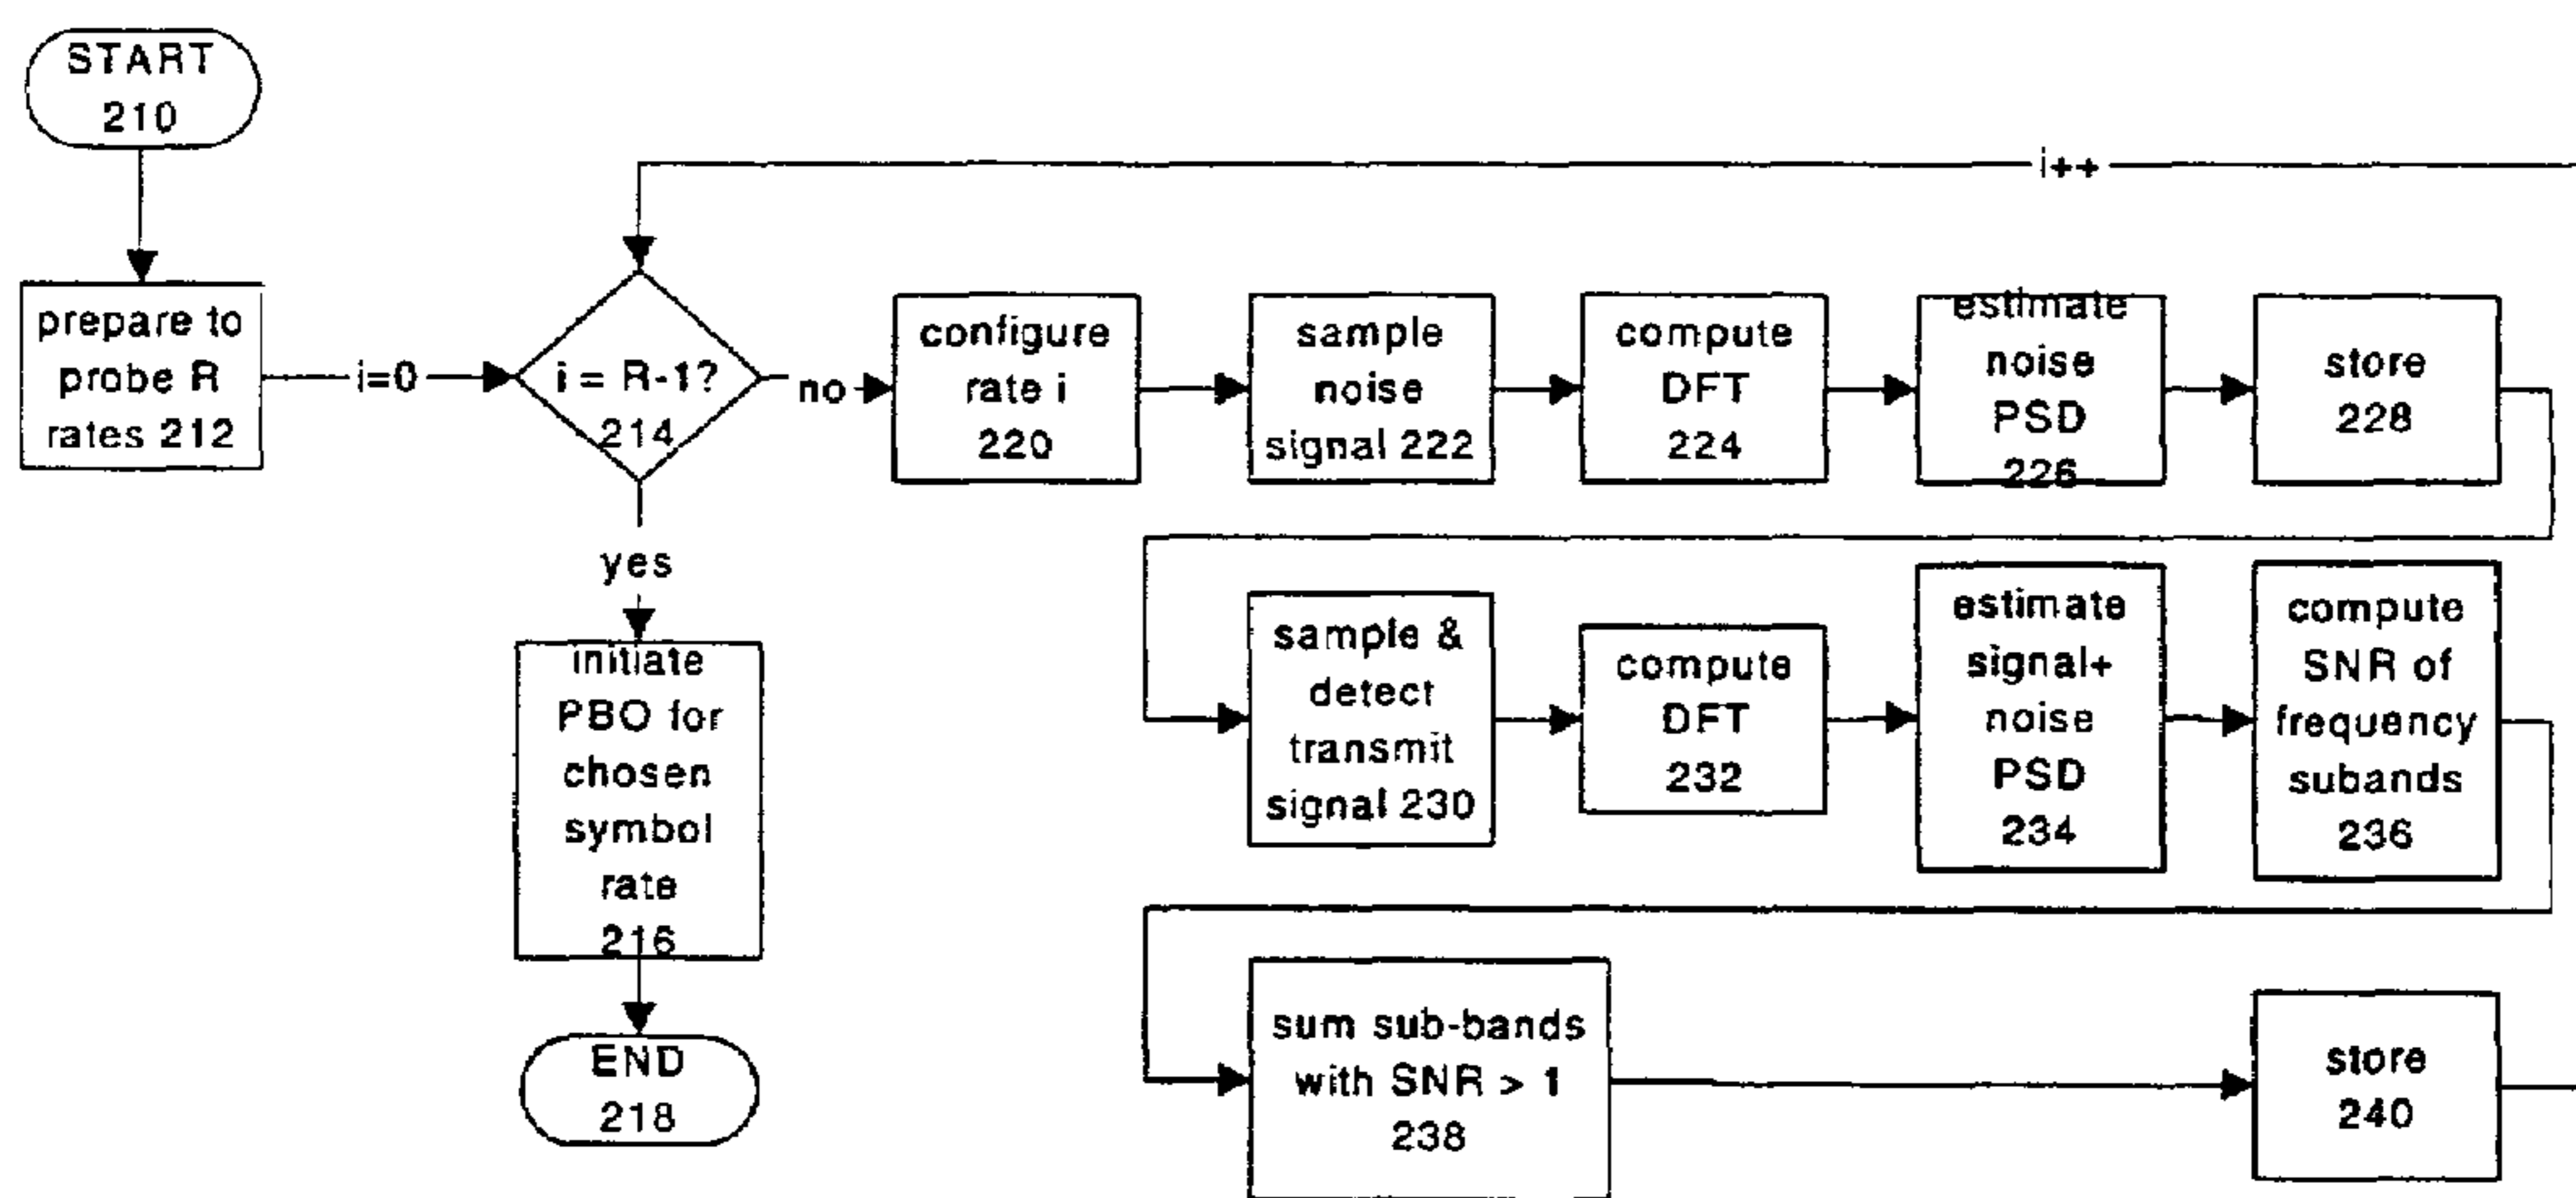 START
210
prepare to
probe R
rates 212
i=0
i = R-1?
214
no
yes
initiate
PBO for
chosen
symbol
rate
216
END
218
i++
configure
rate i
220
sample
noise
signal 222
compute
DFT
224
estimate
noise
PSD
226
store
228
sample &
detect
transmit
signal 230
compute
DFT
232
estimate
signal+
noise
PSD
234
compute
SNR of
frequency
subands
236
sum sub-bands
with SNR > 1
238
store
240